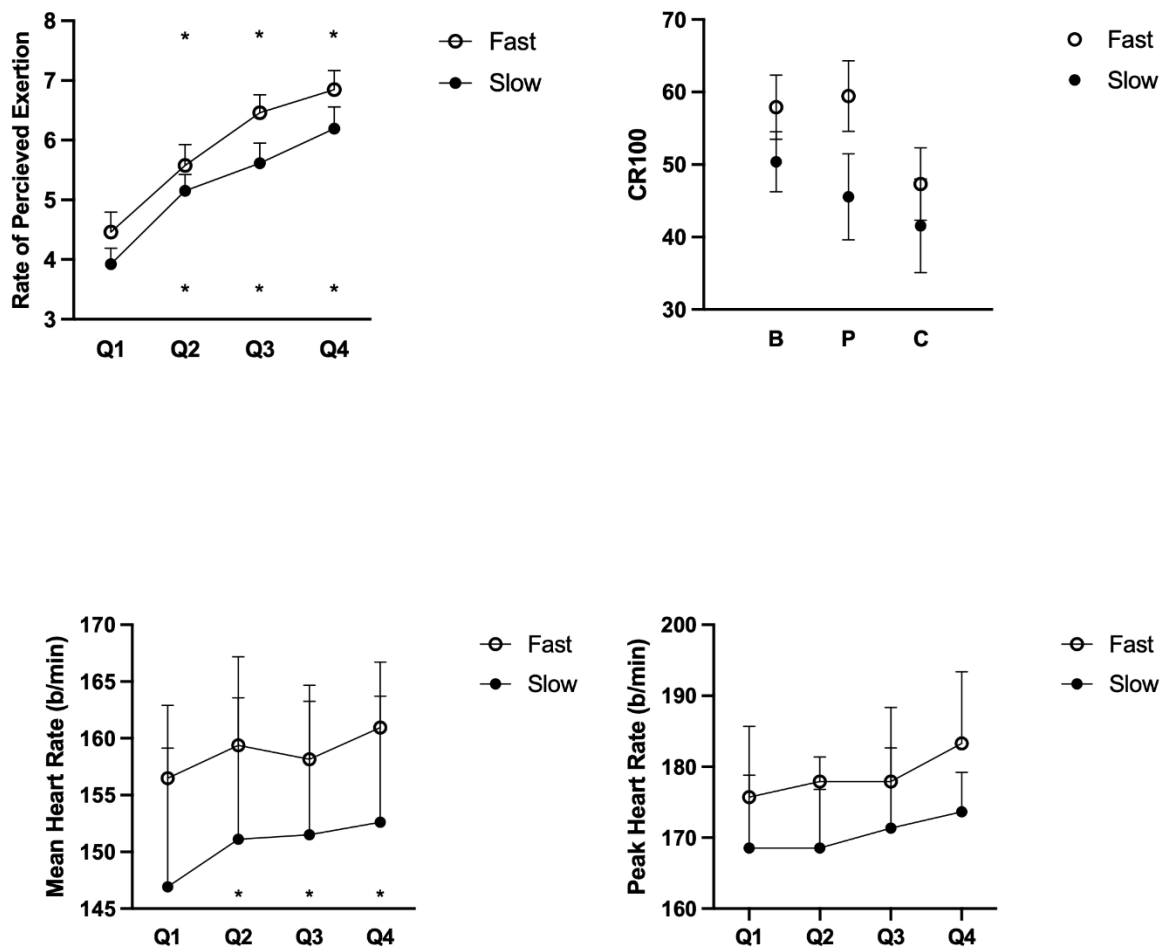 Rate of Percieved Exertion
8
7
6
5
4
3
* * *
* * *
Q1 Q2 Q3 Q4
Fast
Slow
CR100
70
60
50
40
30
B P C
Fast
Slow
Mean Heart Rate (b/min)
170
165
160
155
150
145
* * *
Q1 Q2 Q3 Q4
Fast
Slow
Peak Heart Rate (b/min)
200
190
180
170
160
Q1 Q2 Q3 Q4
Fast
Slow